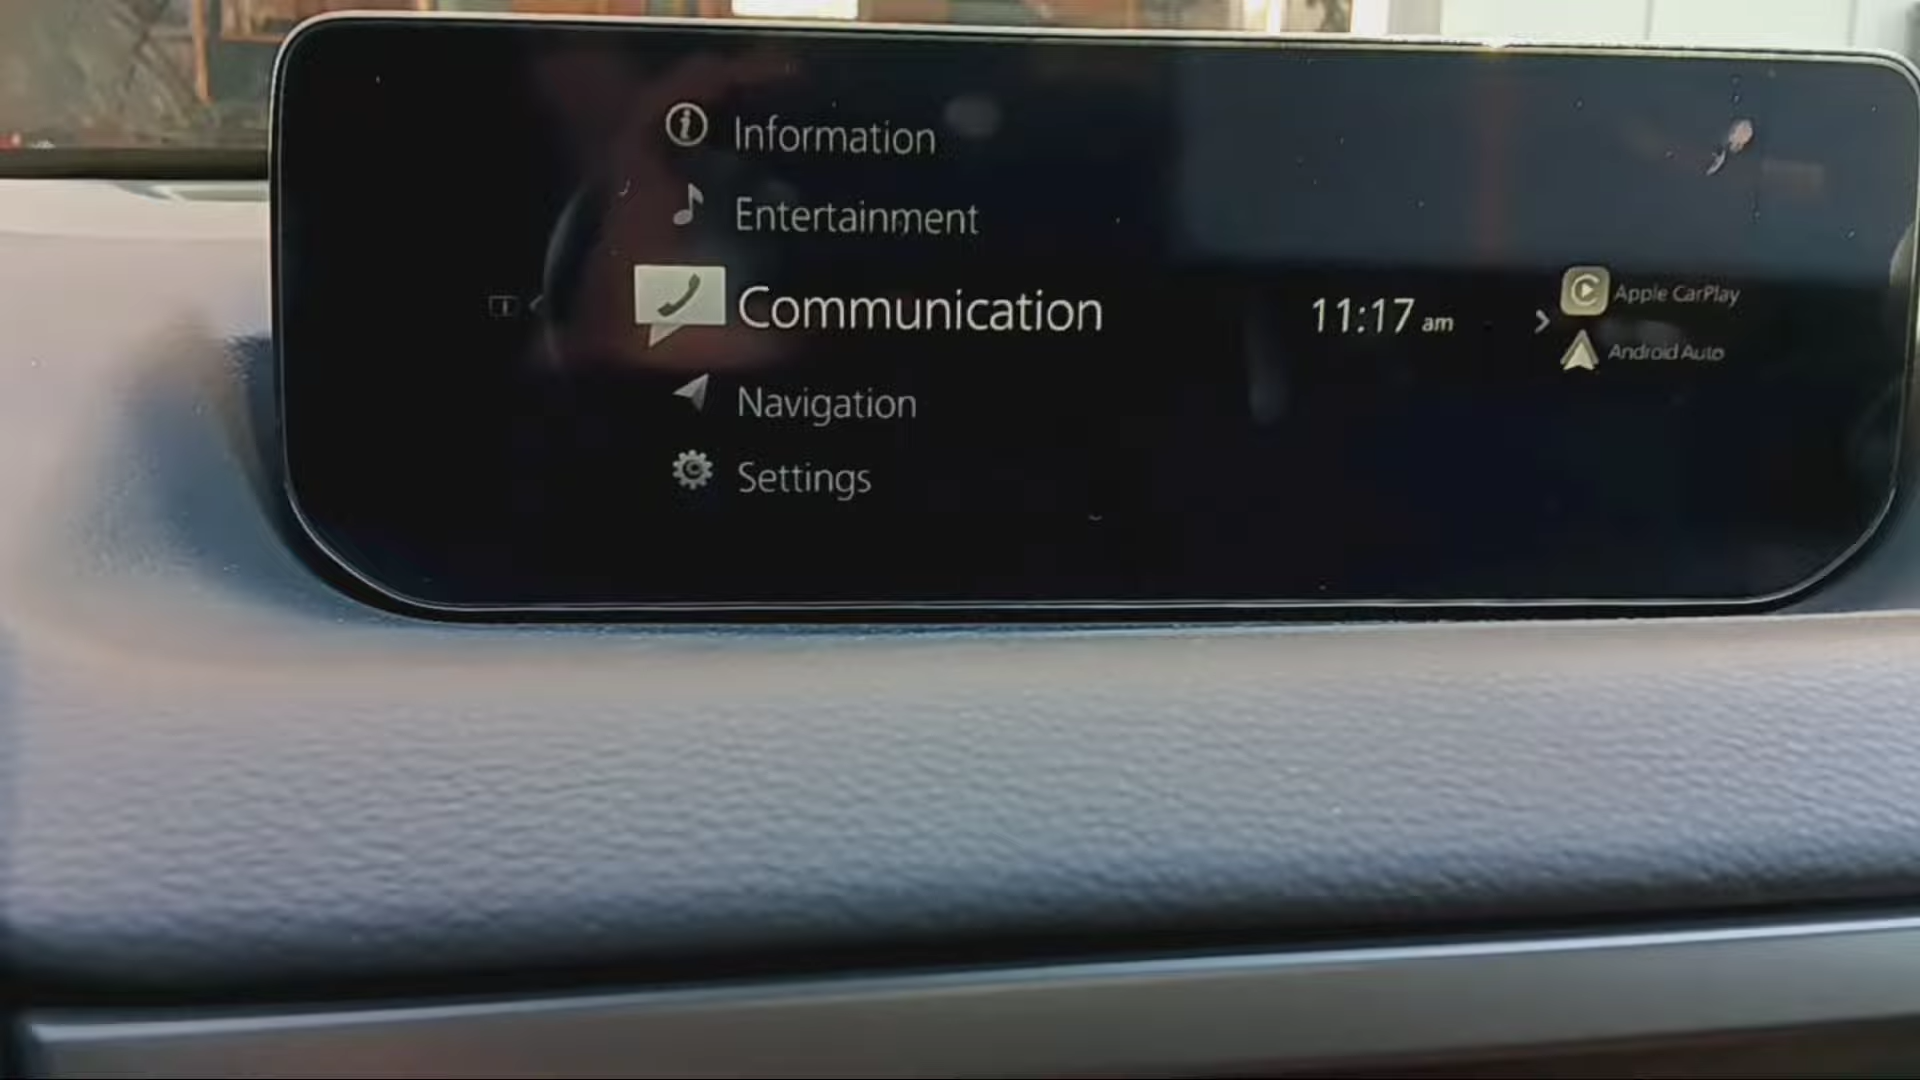 Information
Entertainment
Communication
11:17 am
Apple CarPlay
Android Auto
Navigation
Settings